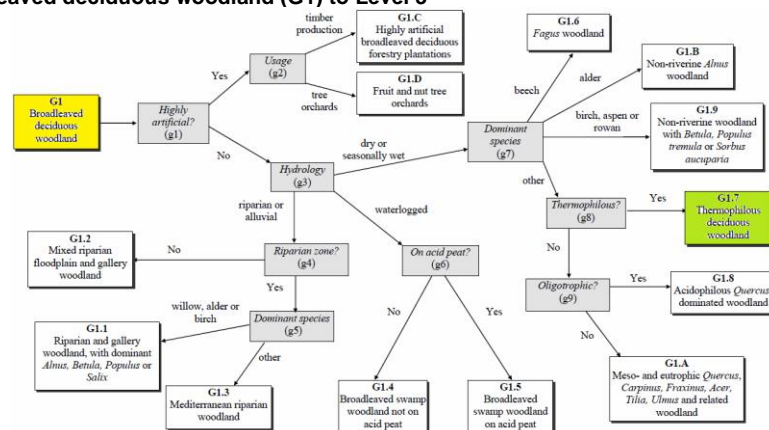 leaved deciduous woodland (G1) to Level 3
G1
Broadleaved
deciduous
woodland
Highly
artificial?
(g1)
Yes
No
Usage
(g2)
timber
production
tree
orchards
G1.C
Highly artificial
broadleaved deciduous
forestry plantations
G1.D
Fruit and nut tree
orchards
Hydrology
(g3)
dry or
seasonally wet
riparian or
alluvial
waterlogged
Dominant
species
(g7)
beech
alder
birch, aspen or
rowan
other
G1.6
Fagus woodland
G1.B
Non-riverine Alnus
woodland
G1.9
Non-riverine woodland
with Betula, Populus
tremula or Sorbus
aucuparia
Thermophilous?
(g8)
Yes
No
G1.7
Thermophilous
deciduous
woodland
Oligotrophic?
(g9)
Yes
No
G1.8
Acidophilous Quercus
dominated woodland
G1.A
Meso- and eutrophic Quercus,
Carpinus, Fraxinus, Acer,
Tilia, Ulmus and related
woodland
Riparian zone?
(g4)
No
Yes
G1.2
Mixed riparian
floodplain and gallery
woodland
Dominant species
(g5)
willow, alder or
birch
other
G1.1
Riparian and gallery
woodland, with dominant
Alnus, Betula, Populus or
Salix
G1.3
Mediterranean riparian
woodland
On acid peat?
(g6)
No
Yes
G1.4
Broadleaved swamp
woodland not on
acid peat
G1.5
Broadleaved
swamp woodland
on acid peat